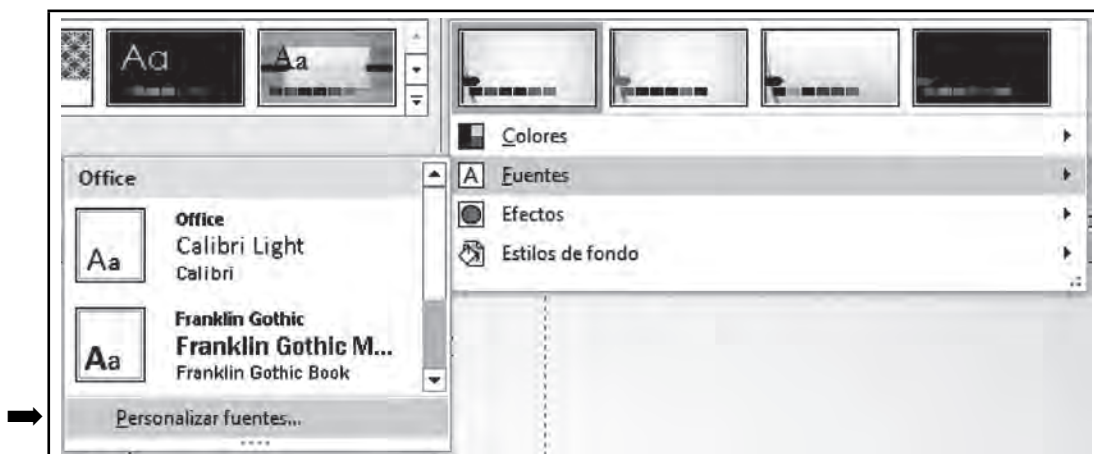 Aa
Aa
Colores
Fuentes
Efectos
Estilos de fondo
Office
Aa
Office
Calibri Light
Calibri
Aa
Franklin Gothic
Franklin Gothic M...
Franklin Gothic Book
Personalizar fuentes...